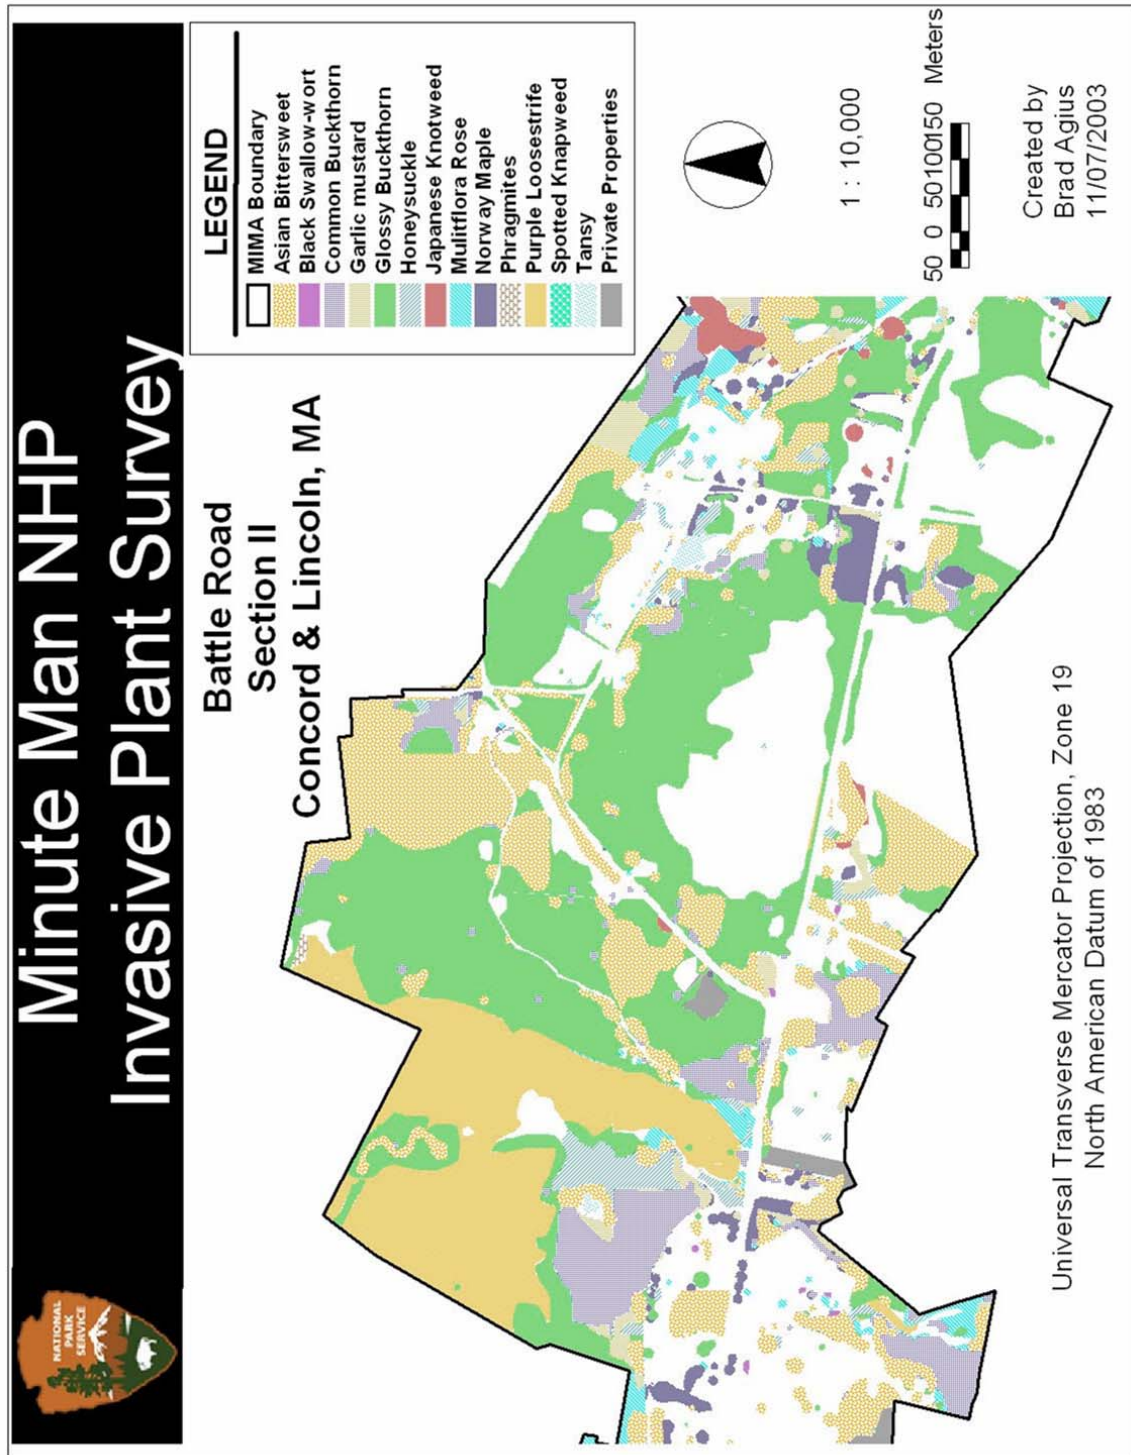 Minute Man NHP
Invasive Plant Survey
NATIONAL
PARK
SERVICE
Battle Road
Section II
Concord & Lincoln, MA
LEGEND
MIMA Boundary
Asian Bittersweet
Black Swallow-wort
Common Buckthorn
Garlic mustard
Glossy Buckthorn
Honeysuckle
Japanese Knotweed
Mulitflora Rose
Norway Maple
Phragmites
Purple Loosestrife
Spotted Knapweed
Tansy
Private Properties
1 : 10,000
50 0 50100150 Meters
Created by
Brad Agius
11/07/2003
Universal Transverse Mercator Projection, Zone 19
North American Datum of 1983